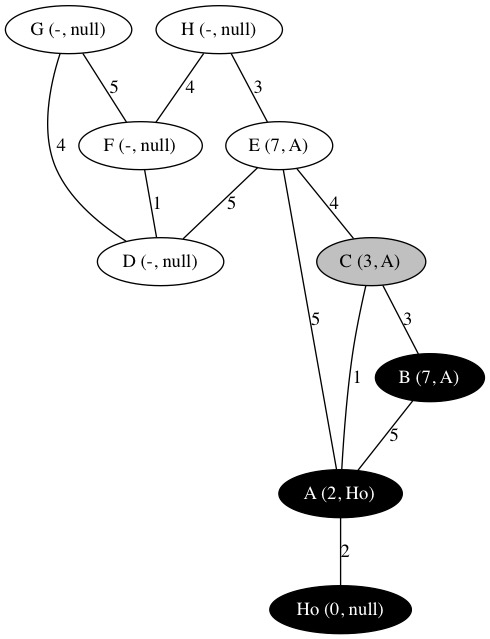 G (-, null) H (-, null)
5 4 3
F (-, null) E (7, A)
4 1 5 4
D (-, null) C (3, A)
5 3
1 B (7, A)
5
A (2, Ho)
2
Ho (0, null)